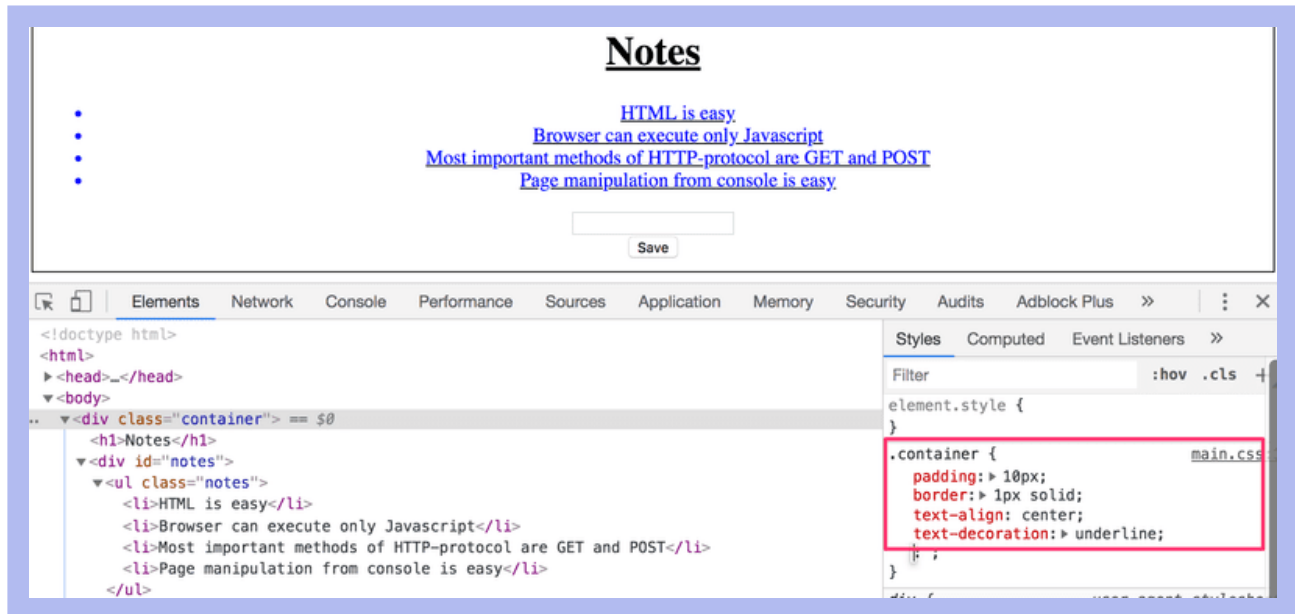 Notes
HTML is easy
Browser can execute only Javascript
Most important methods of HTTP-protocol are GET and POST
Page manipulation from console is easy
Save
Elements Network Console Performance Sources Application Memory Security Audits Adblock Plus »
<!doctype html>
<html>
▶<head>…</head>
▼<body>
.. ▼<div class="container"> == $0
<h1>Notes</h1>
▼<div id="notes">
▼<ul class="notes">
<li>HTML is easy</li>
<li>Browser can execute only Javascript</li>
<li>Most important methods of HTTP-protocol are GET and POST</li>
<li>Page manipulation from console is easy</li>
</ul>
Styles Computed Event Listeners »
Filter :hov .cls +
element.style {
}
.container { main.css:
padding:▶ 10px;
border:▶ 1px solid;
text-align: center;
text-decoration:▶ underline;
: ;
}
div { user agent stylesh